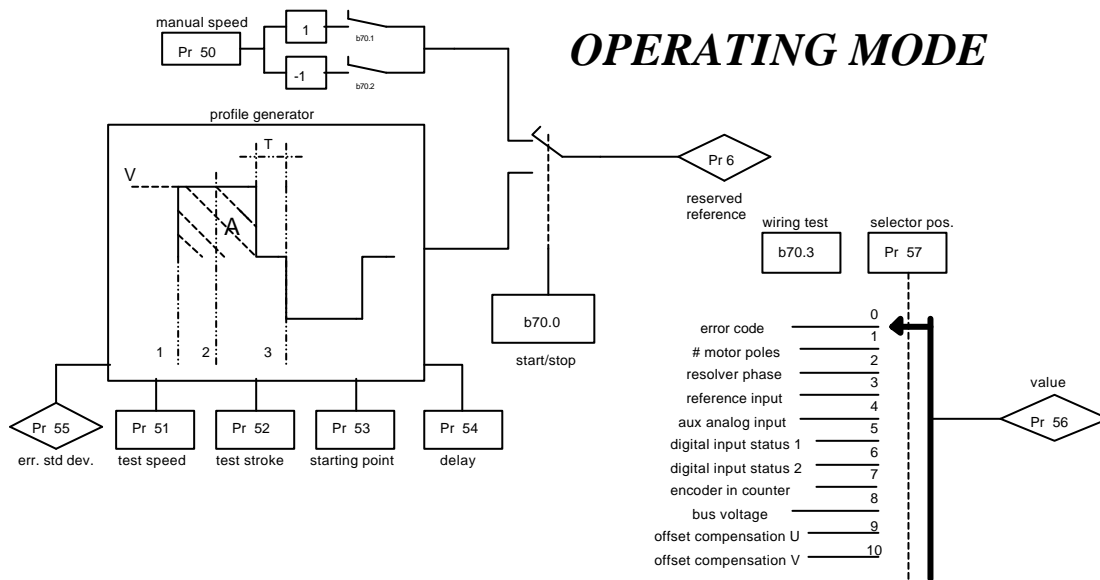 OPERATING MODE
manual speed
Pr 50
1
b70.1
-1
b70.2
profile generator
T
V
A
1
2
3
Pr 6
reserved
reference
b70.0
start/stop
Pr 55
err. std dev.
Pr 51
test speed
Pr 52
test stroke
Pr 53
starting point
Pr 54
delay
wiring test
b70.3
selector pos.
Pr 57
0
error code
1
# motor poles
2
resolver phase
3
reference input
4
aux analog input
5
digital input status 1
6
digital input status 2
7
encoder in counter
8
bus voltage
9
offset compensation U
10
offset compensation V
value
Pr 56